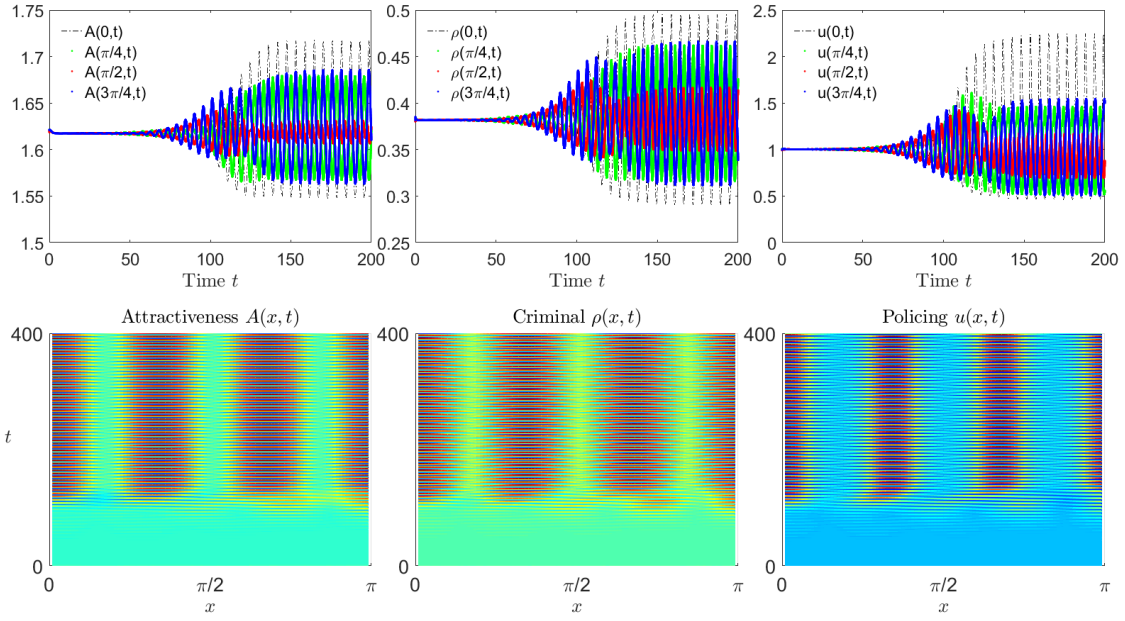 A(0,t)
A(π/4,t)
A(π/2,t)
A(3π/4,t)
1.75
1.7
1.65
1.6
1.55
1.5
0 50 100 150 200
Time t
ρ(0,t)
ρ(π/4,t)
ρ(π/2,t)
ρ(3π/4,t)
0.5
0.45
0.4
0.35
0.3
0.25
0 50 100 150 200
Time t
u(0,t)
u(π/4,t)
u(π/2,t)
u(3π/4,t)
2.5
2
1.5
1
0.5
0
0 50 100 150 200
Time t
Attractiveness A(x, t)
400
t
0
0 π/2 π
x
Criminal ρ(x, t)
400
0
0 π/2 π
x
Policing u(x, t)
400
0
0 π/2 π
x